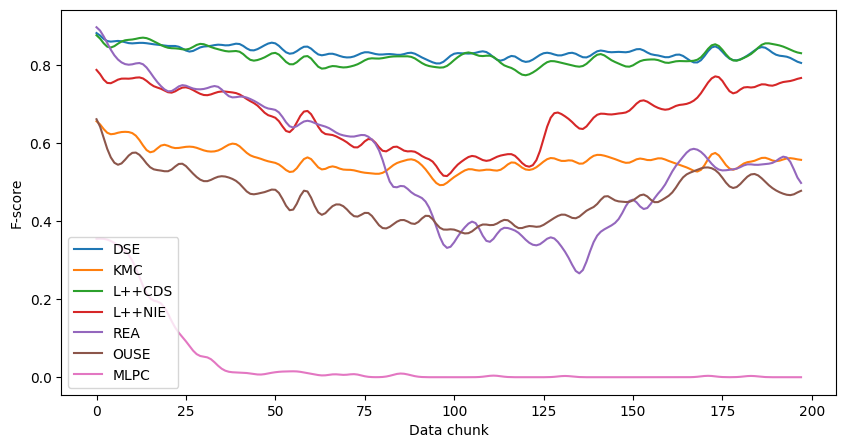 F-score
0.8
0.6
0.4
0.2
0.0
DSE
KMC
L++CDS
L++NIE
REA
OUSE
MLPC
0 25 50 75 100 125 150 175 200
Data chunk